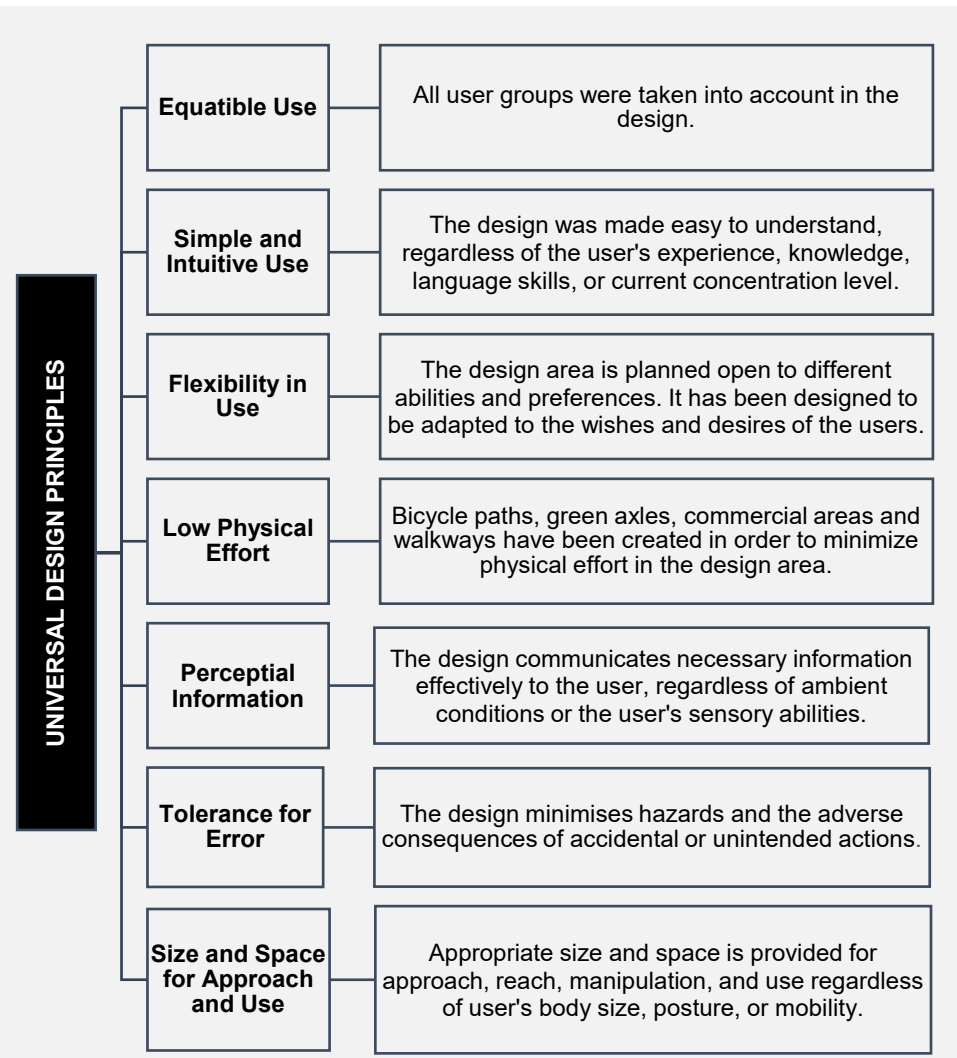 UNIVERSAL DESIGN PRINCIPLES
Equatible Use
All user groups were taken into account in the
design.
Simple and
Intuitive Use
The design was made easy to understand,
regardless of the user's experience, knowledge,
language skills, or current concentration level.
Flexibility in
Use
The design area is planned open to different
abilities and preferences. It has been designed to
be adapted to the wishes and desires of the users.
Low Physical
Effort
Bicycle paths, green axles, commercial areas and
walkways have been created in order to minimize
physical effort in the design area.
Perceptial
Information
The design communicates necessary information
effectively to the user, regardless of ambient
conditions or the user's sensory abilities.
Tolerance for
Error
The design minimises hazards and the adverse
consequences of accidental or unintended actions.
Size and Space
for Approach
and Use
Appropriate size and space is provided for
approach, reach, manipulation, and use regardless
of user's body size, posture, or mobility.